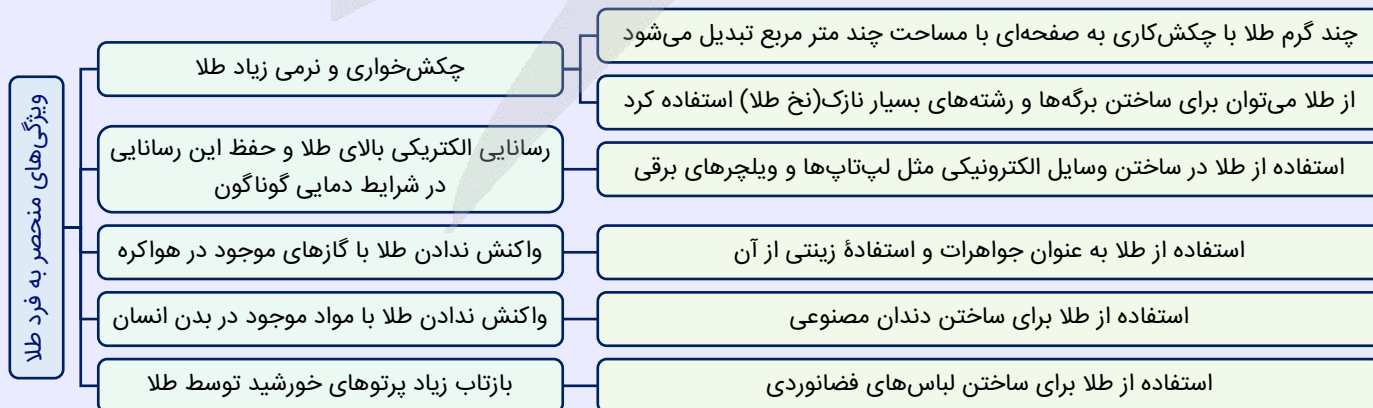 ویژگی‌های منحصر به فرد طلا
چکش‌خواری و نرمی زیاد طلا
چند گرم طلا با چکش‌کاری به صفحه‌ای با مساحت چند متر مربع تبدیل می‌شود
از طلا می‌توان برای ساختن برگه‌ها و رشته‌های بسیار نازک(نخ طلا) استفاده کرد
رسانایی الکتریکی بالای طلا و حفظ این رسانایی
در شرایط دمایی گوناگون
استفاده از طلا در ساختن وسایل الکترونیکی مثل لپ‌تاپ‌ها و ویلچرهای برقی
واکنش ندادن طلا با گازهای موجود در هواکره
استفاده از طلا به عنوان جواهرات و استفادهٔ زینتی از آن
واکنش ندادن طلا با مواد موجود در بدن انسان
استفاده از طلا برای ساختن دندان مصنوعی
بازتاب زیاد پرتوهای خورشید توسط طلا
استفاده از طلا برای ساختن لباس‌های فضانوردی